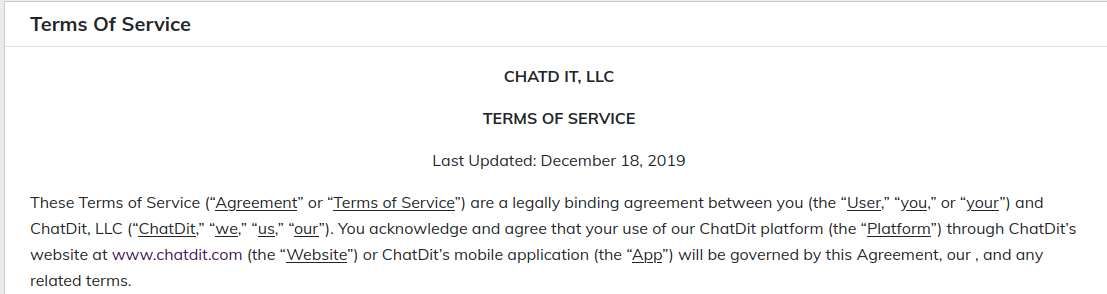 Terms Of Service
CHATD IT, LLC
TERMS OF SERVICE
Last Updated: December 18, 2019
These Terms of Service (“Agreement” or “Terms of Service”) are a legally binding agreement between you (the “User,” “you,” or “your”) and
ChatDit, LLC (“ChatDit,” “we,” “us,” “our”). You acknowledge and agree that your use of our ChatDit platform (the “Platform”) through ChatDit’s
website at www.chatdit.com (the “Website”) or ChatDit’s mobile application (the “App”) will be governed by this Agreement, our , and any
related terms.